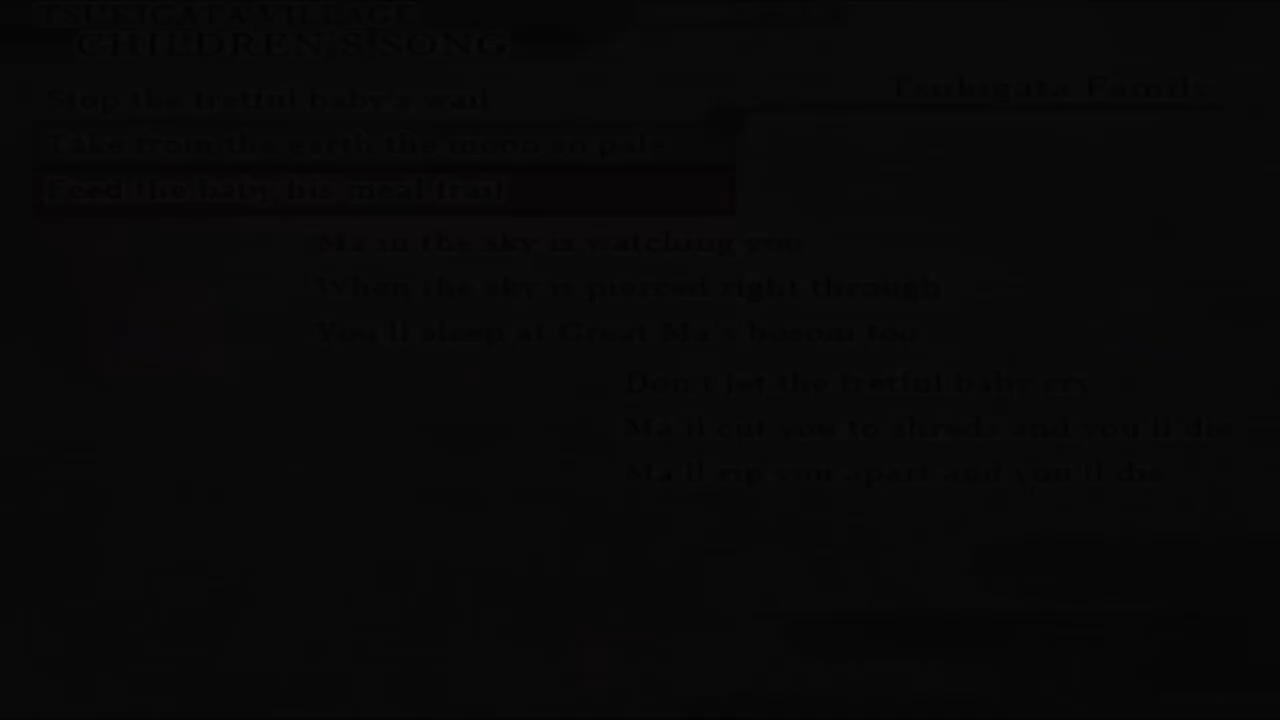 TSUKIGATA VILLAGE
CHILDREN'S SONG
Tsukigata Family
Stop the fretful baby's wail
Take from the earth the moon so pale
Feed the baby his meal frail
Ma in the sky is watching you
When the sky is pierced right through
You'll sleep at Great Ma's bosom too
Don't let the fretful baby cry
Ma'll cut you to shreds and you'll die
Ma'll rip you apart and you'll die